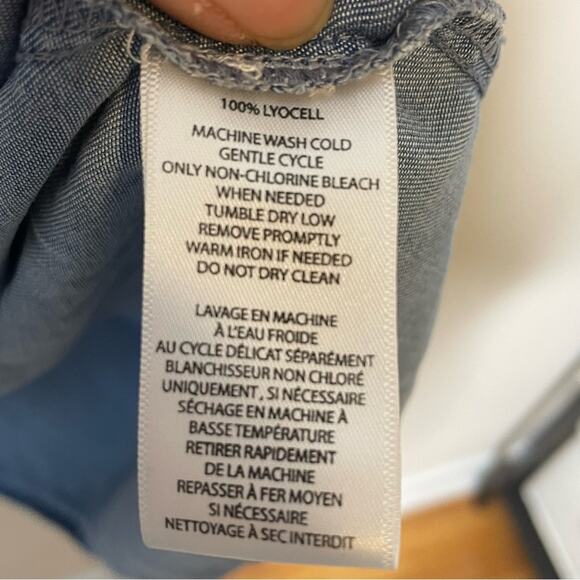 100% LYOCELL
MACHINE WASH COLD
GENTLE CYCLE
ONLY NON-CHLORINE BLEACH
WHEN NEEDED
TUMBLE DRY LOW
REMOVE PROMPTLY
WARM IRON IF NEEDED
DO NOT DRY CLEAN
LAVAGE EN MACHINE
À L'EAU FROIDE
AU CYCLE DÉLICAT SÉPARÉMENT
BLANCHISSEUR NON CHLORÉ
UNIQUEMENT, SI NÉCESSAIRE
SÉCHAGE EN MACHINE À
BASSE TEMPÉRATURE
RETIRER RAPIDEMENT
DE LA MACHINE
REPASSER À FER MOYEN
SI NÉCESSAIRE
NETTOYAGE À SEC INTERDIT